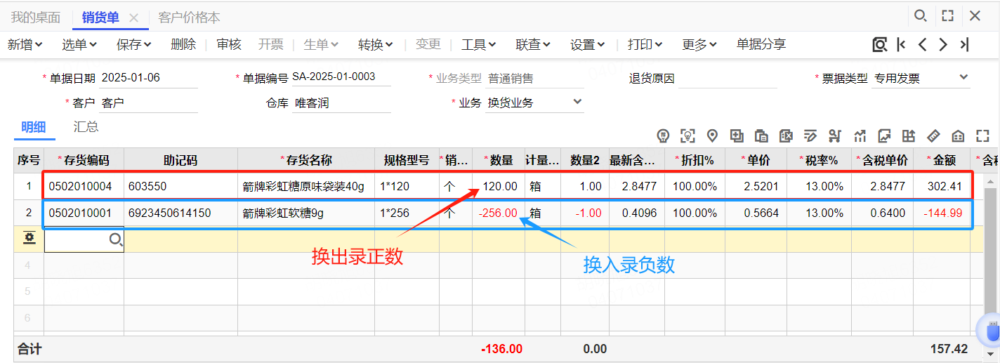 我的桌面 销货单 客户价格本
新增 选单 保存 删除 审核 开票 生单 转换 变更 工具 联查 设置 打印 更多 单据分享
* 单据日期 2025-01-06 * 单据编号 SA-2025-01-0003 * 业务类型 普通销售 退货原因 * 票据类型 专用发票
* 客户 客户 仓库 唯客润 * 业务 换货业务
明细 汇总
序号 * 存货编码 助记码 * 存货名称 规格型号 * 销... * 数量 计量... 数量2 最新含... * 折扣% * 单价 * 税率% * 含税单价 * 金额 * 含税
1 0502010004 603550 箭牌彩虹糖原味袋装40g 1*120 个 120.00 箱 1.00 2.8477 100.00% 2.5201 13.00% 2.8477 302.41
2 0502010001 6923450614150 箭牌彩虹软糖9g 1*256 个 -256.00 箱 -1.00 0.4096 100.00% 0.5664 13.00% 0.6400 -144.99
换出录正数
换入录负数
4
5
6
合计 -136.00 0.00 157.42